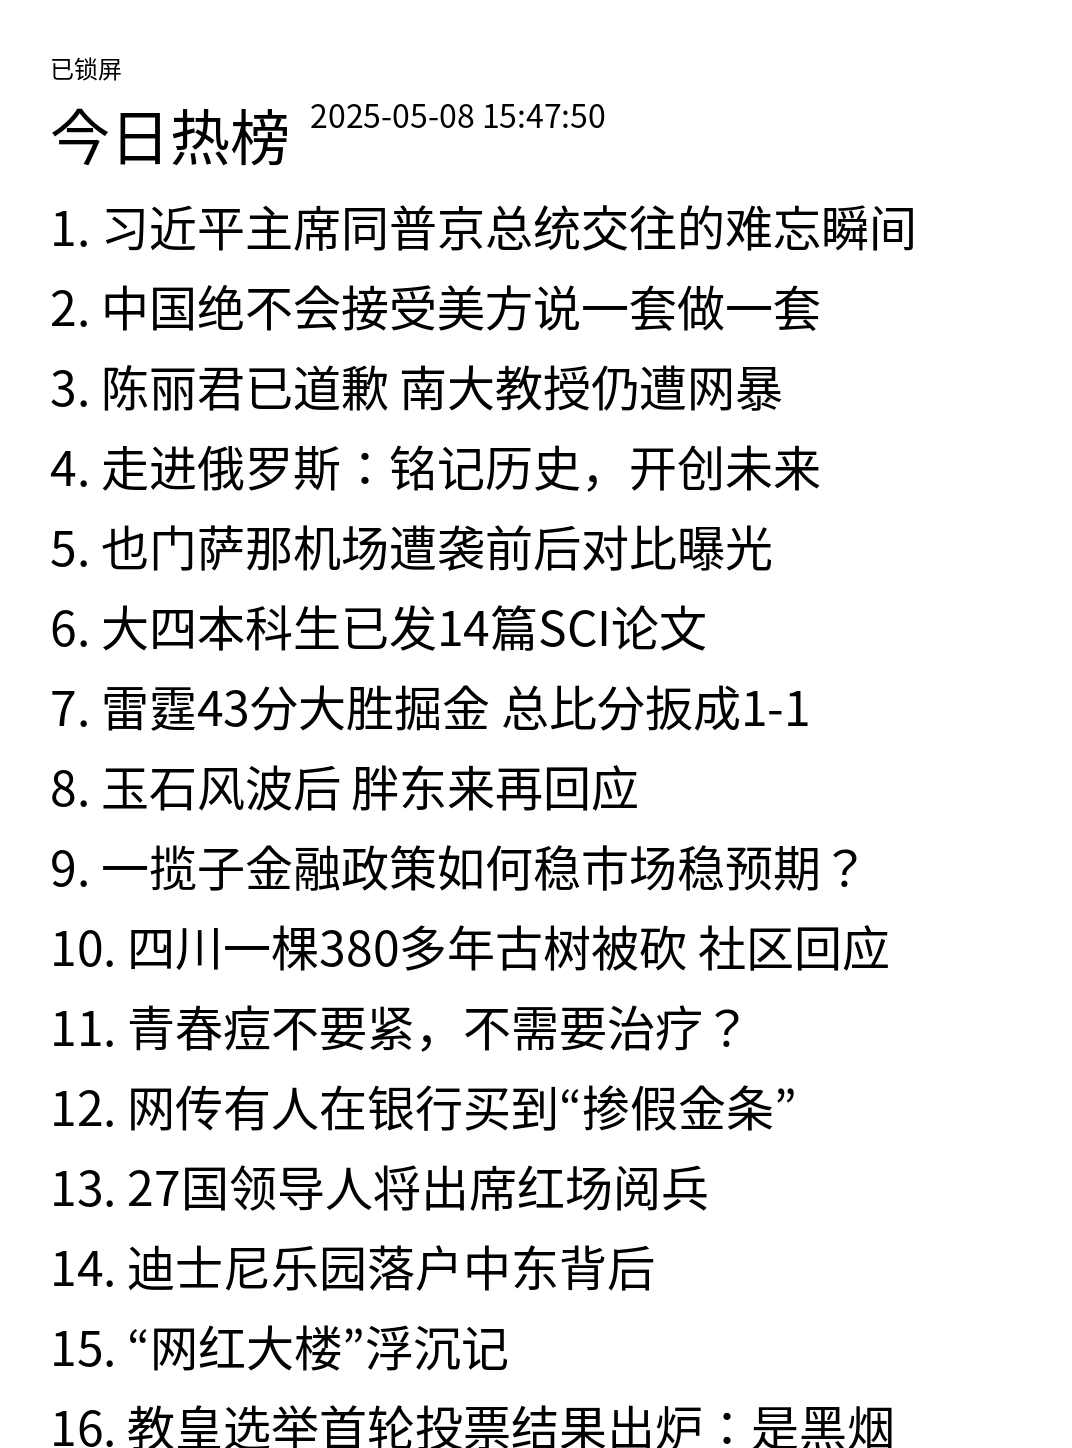 已锁屏
今日热榜 2025-05-08 15:47:50
1. 习近平主席同普京总统交往的难忘瞬间
2. 中国绝不会接受美方说一套做一套
3. 陈丽君已道歉 南大教授仍遭网暴
4. 走进俄罗斯：铭记历史，开创未来
5. 也门萨那机场遭袭前后对比曝光
6. 大四本科生已发14篇SCI论文
7. 雷霆43分大胜掘金 总比分扳成1-1
8. 玉石风波后 胖东来再回应
9. 一揽子金融政策如何稳市场稳预期？
10. 四川一棵380多年古树被砍 社区回应
11. 青春痘不要紧，不需要治疗？
12. 网传有人在银行买到“掺假金条”
13. 27国领导人将出席红场阅兵
14. 迪士尼乐园落户中东背后
15. “网红大楼”浮沉记
16. 教皇选举首轮投票结果出炉：是黑烟